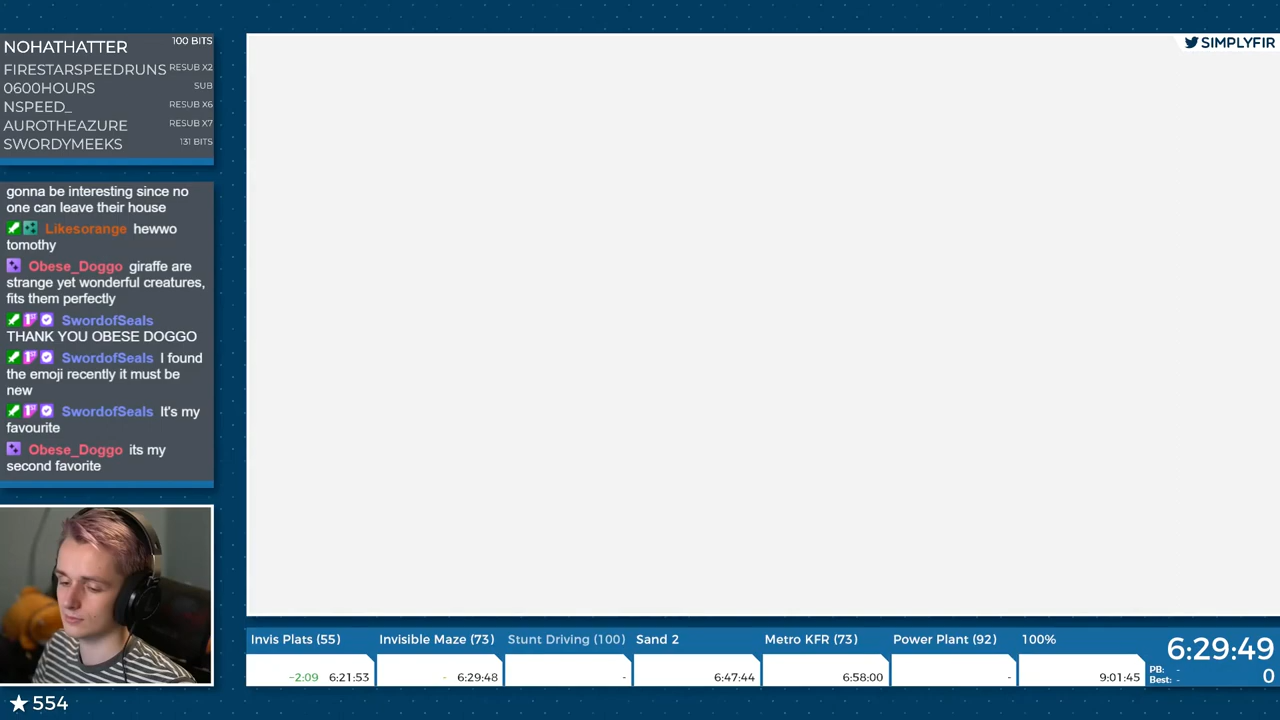 NOHATHATTER 100 BITS
FIRESTARSPEEDRUNS RESUB X2
0600HOURS SUB
NSPEED_ RESUB X6
AUROTHEAZURE RESUB X7
SWORDYMEEKS 131 BITS
gonna be interesting since no
one can leave their house
Likesorange hewwo
tomothy
Obese_Doggo giraffe are
strange yet wonderful creatures,
fits them perfectly
SwordofSeals
THANK YOU OBESE DOGGO
SwordofSeals I found
the emoji recently it must be
new
SwordofSeals It's my
favourite
Obese_Doggo its my
second favorite
554
SIMPLYFIR
Invis Plats (55) Invisible Maze (73) Stunt Driving (100) Sand 2 Metro KFR (73) Power Plant (92) 100%
−2:09 6:21:53 - 6:29:48 - 6:47:44 6:58:00 - 9:01:45
6:29:49
PB: -
Best: - 0